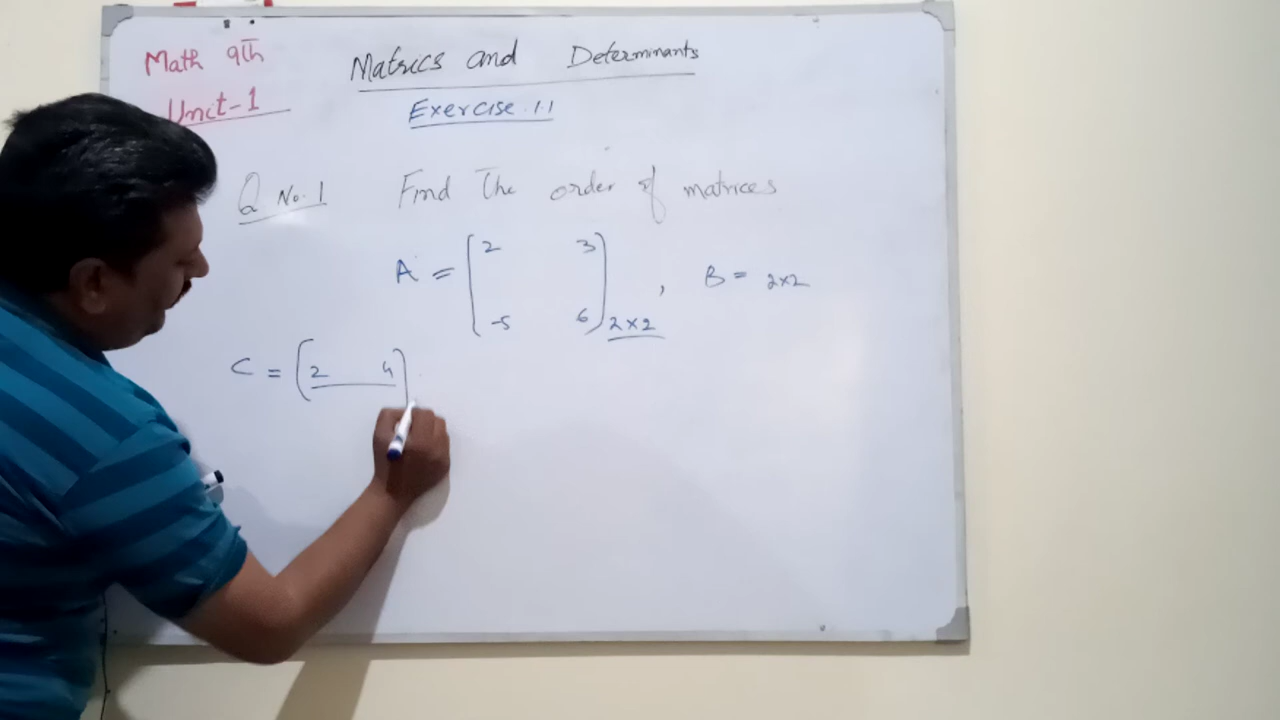 Math 9th
Matrics and Determinants
Unit-1
Exercise 1.1
Q No. 1 Find The order of matrices
A = [2 3
-5 6] 2×2 , B = 2×2
C = [2 4]